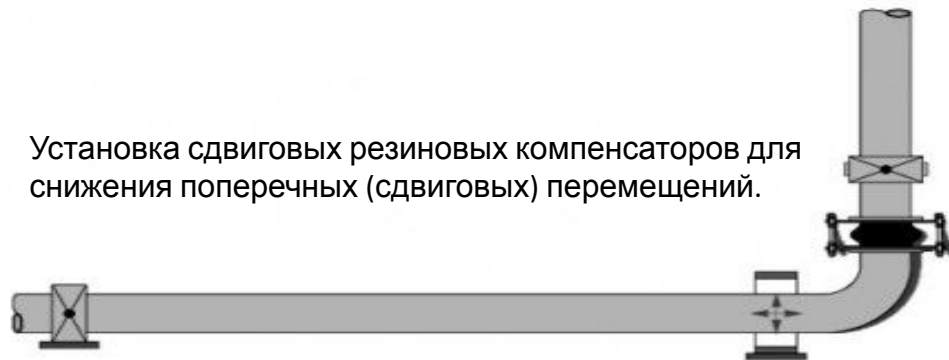 Установка сдвиговых резиновых компенсаторов для
снижения поперечных (сдвиговых) перемещений.